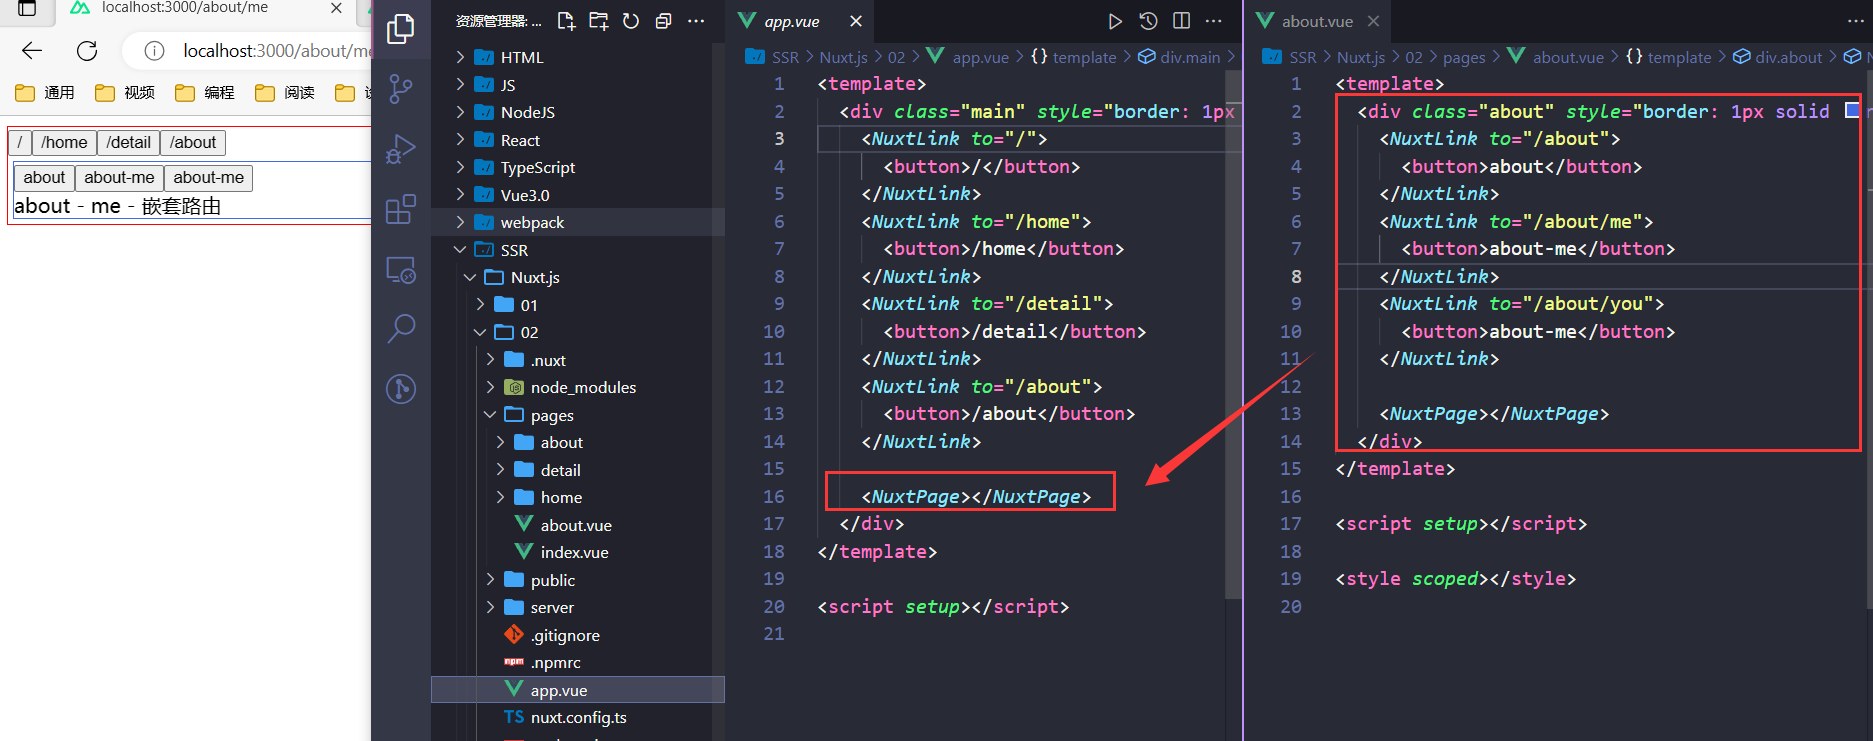 localhost:3000/about/me
localhost:3000/about/me
通用
视频
编程
阅读
/
/home
/detail
/about
about
about-me
about-me
about - me - 嵌套路由
资源管理器: ...
HTML
JS
NodeJS
React
TypeScript
Vue3.0
webpack
SSR
Nuxt.js
01
02
.nuxt
node_modules
pages
about
detail
home
about.vue
index.vue
public
server
.gitignore
npm .npmrc
app.vue
TS nuxt.config.ts
app.vue
SSR > Nuxt.js > 02 > app.vue > {} template > div.main >
1 <template>
2 <div class="main" style="border: 1px
3 <NuxtLink to="/">
4 <button>/</button>
5 </NuxtLink>
6 <NuxtLink to="/home">
7 <button>/home</button>
8 </NuxtLink>
9 <NuxtLink to="/detail">
10 <button>/detail</button>
11 </NuxtLink>
12 <NuxtLink to="/about">
13 <button>/about</button>
14 </NuxtLink>
15
16 <NuxtPage></NuxtPage>
17 </div>
18 </template>
19
20 <script setup></script>
21
about.vue
SSR > Nuxt.js > 02 > pages > about.vue > {} template > div.about >
1 <template>
2 <div class="about" style="border: 1px solid
3 <NuxtLink to="/about">
4 <button>about</button>
5 </NuxtLink>
6 <NuxtLink to="/about/me">
7 <button>about-me</button>
8 </NuxtLink>
9 <NuxtLink to="/about/you">
10 <button>about-me</button>
11 </NuxtLink>
12
13 <NuxtPage></NuxtPage>
14 </div>
15 </template>
16
17 <script setup></script>
18
19 <style scoped></style>
20